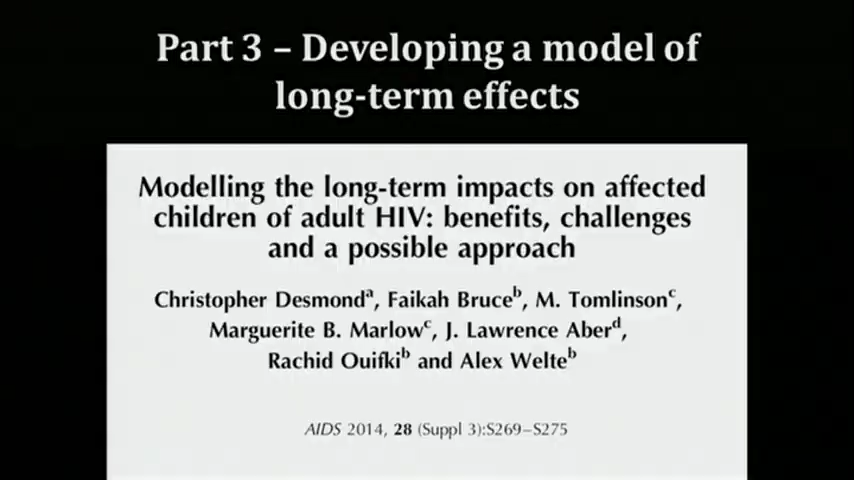 Part 3 – Developing a model of
long-term effects
Modelling the long-term impacts on affected
children of adult HIV: benefits, challenges
and a possible approach
Christopher Desmondᵃ, Faikah Bruceᵇ, M. Tomlinsonᶜ,
Marguerite B. Marlowᶜ, J. Lawrence Aberᵈ,
Rachid Ouifkiᵇ and Alex Welteᵇ
AIDS 2014, 28 (Suppl 3):S269–S275